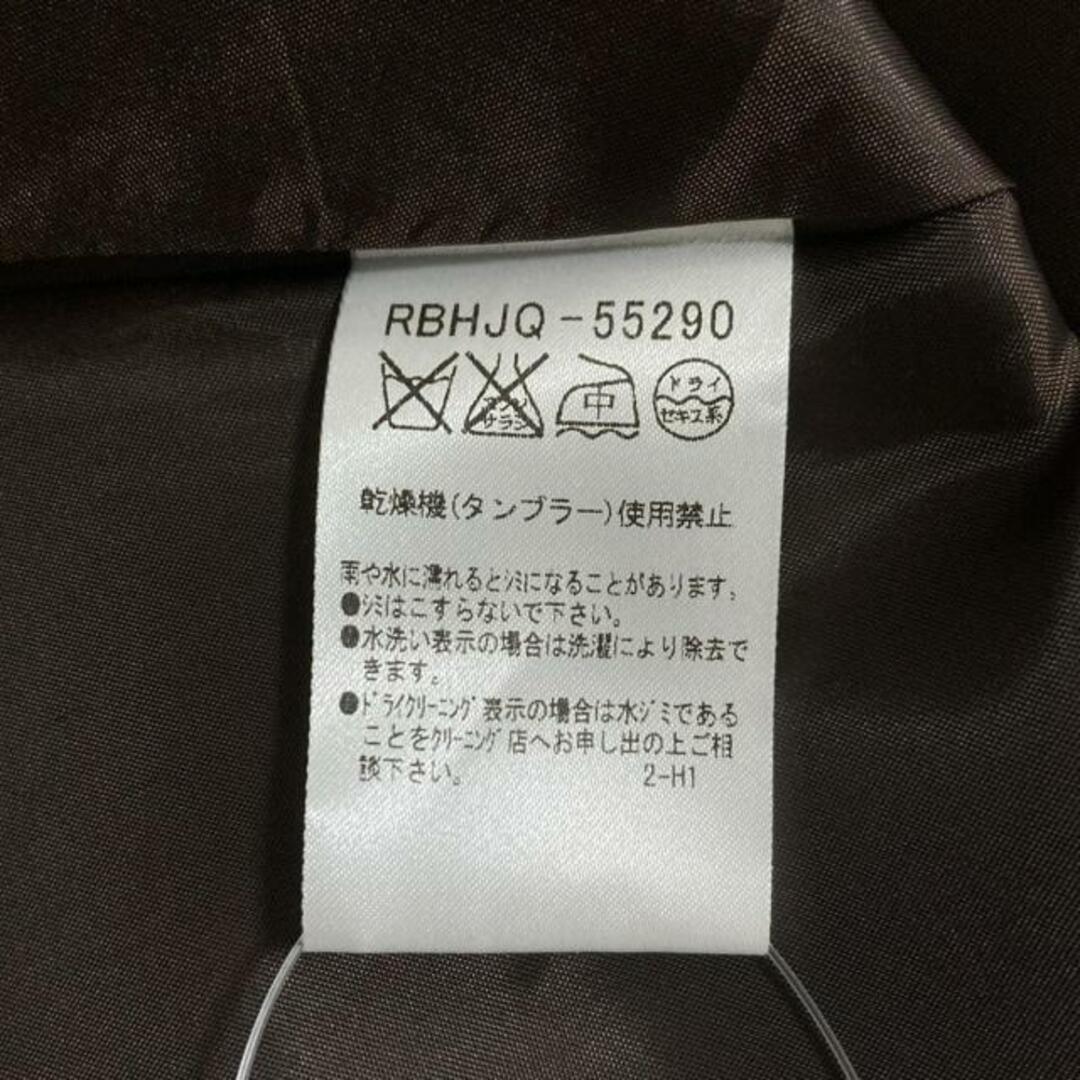 RBHJQ-55290
エンソ サラシ 中 ドライ セキユ系
乾燥機(タンブラー)使用禁止
雨や水に濡れるとシミになることがあります。
●シミはこすらないで下さい。
●水洗い表示の場合は洗濯により除去で
きます。
●ドライクリーニング表示の場合は水ジミである
ことをクリーニング店へお申し出の上ご相
談下さい。 2-H1